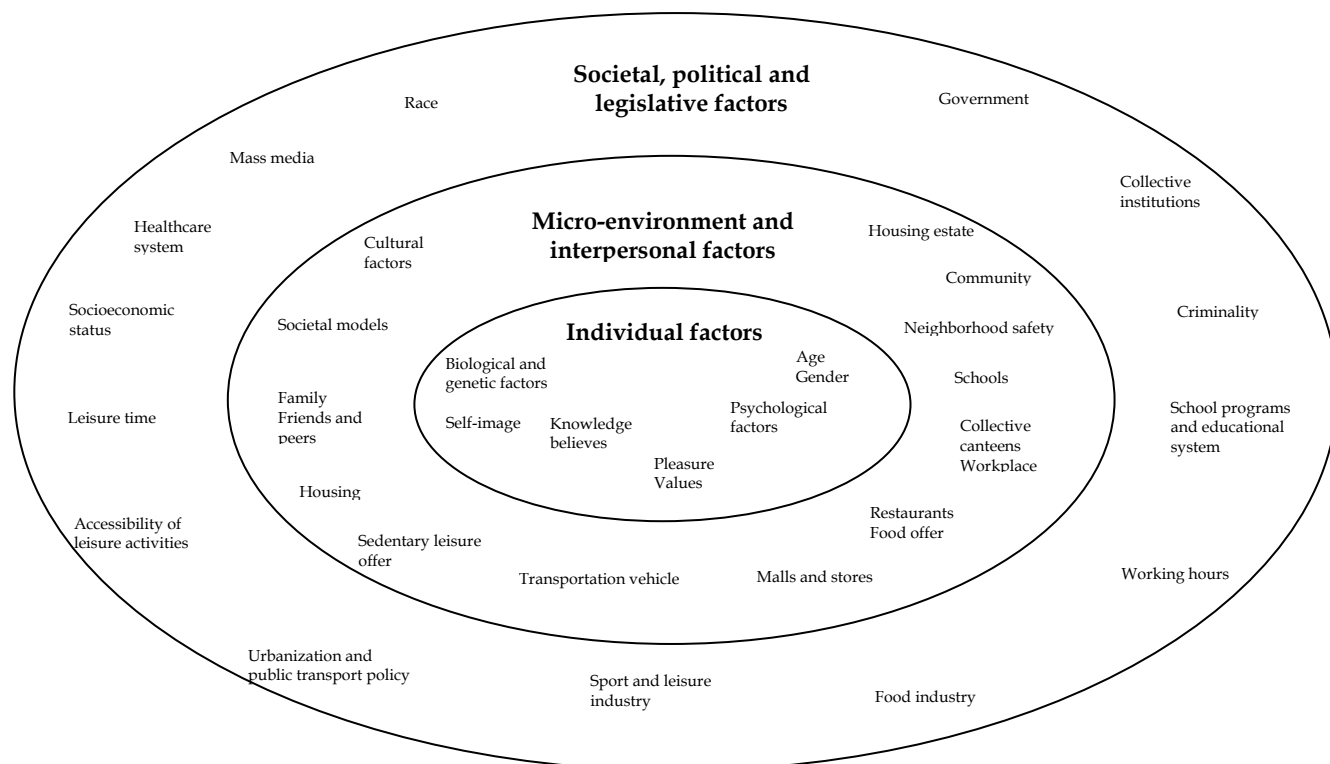 Societal, political and
legislative factors
Race
Government
Mass media
Collective
institutions
Healthcare
system
Micro-environment and
interpersonal factors
Housing estate
Cultural
factors
Community
Socioeconomic
status
Criminality
Societal models
Neighborhood safety
Individual factors
Biological and
genetic factors
Age
Gender
Schools
Family
Friends and
peers
Leisure time
School programs
and educational
system
Self-image
Knowledge
believes
Psychological
factors
Collective
canteens
Workplace
Pleasure
Values
Housing
Accessibility of
leisure activities
Restaurants
Food offer
Sedentary leisure
offer
Transportation vehicle
Malls and stores
Working hours
Urbanization and
public transport policy
Sport and leisure
industry
Food industry